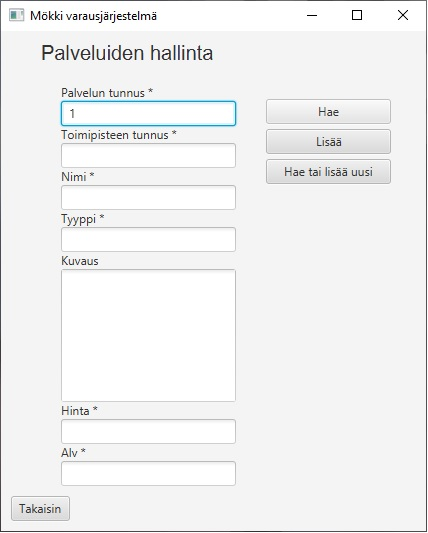 Mökki varausjärjestelmä
Palveluiden hallinta
Palvelun tunnus *
1
Hae
Toimipisteen tunnus *
Lisää
Nimi *
Hae tai lisää uusi
Tyyppi *
Kuvaus
Hinta *
Alv *
Takaisin